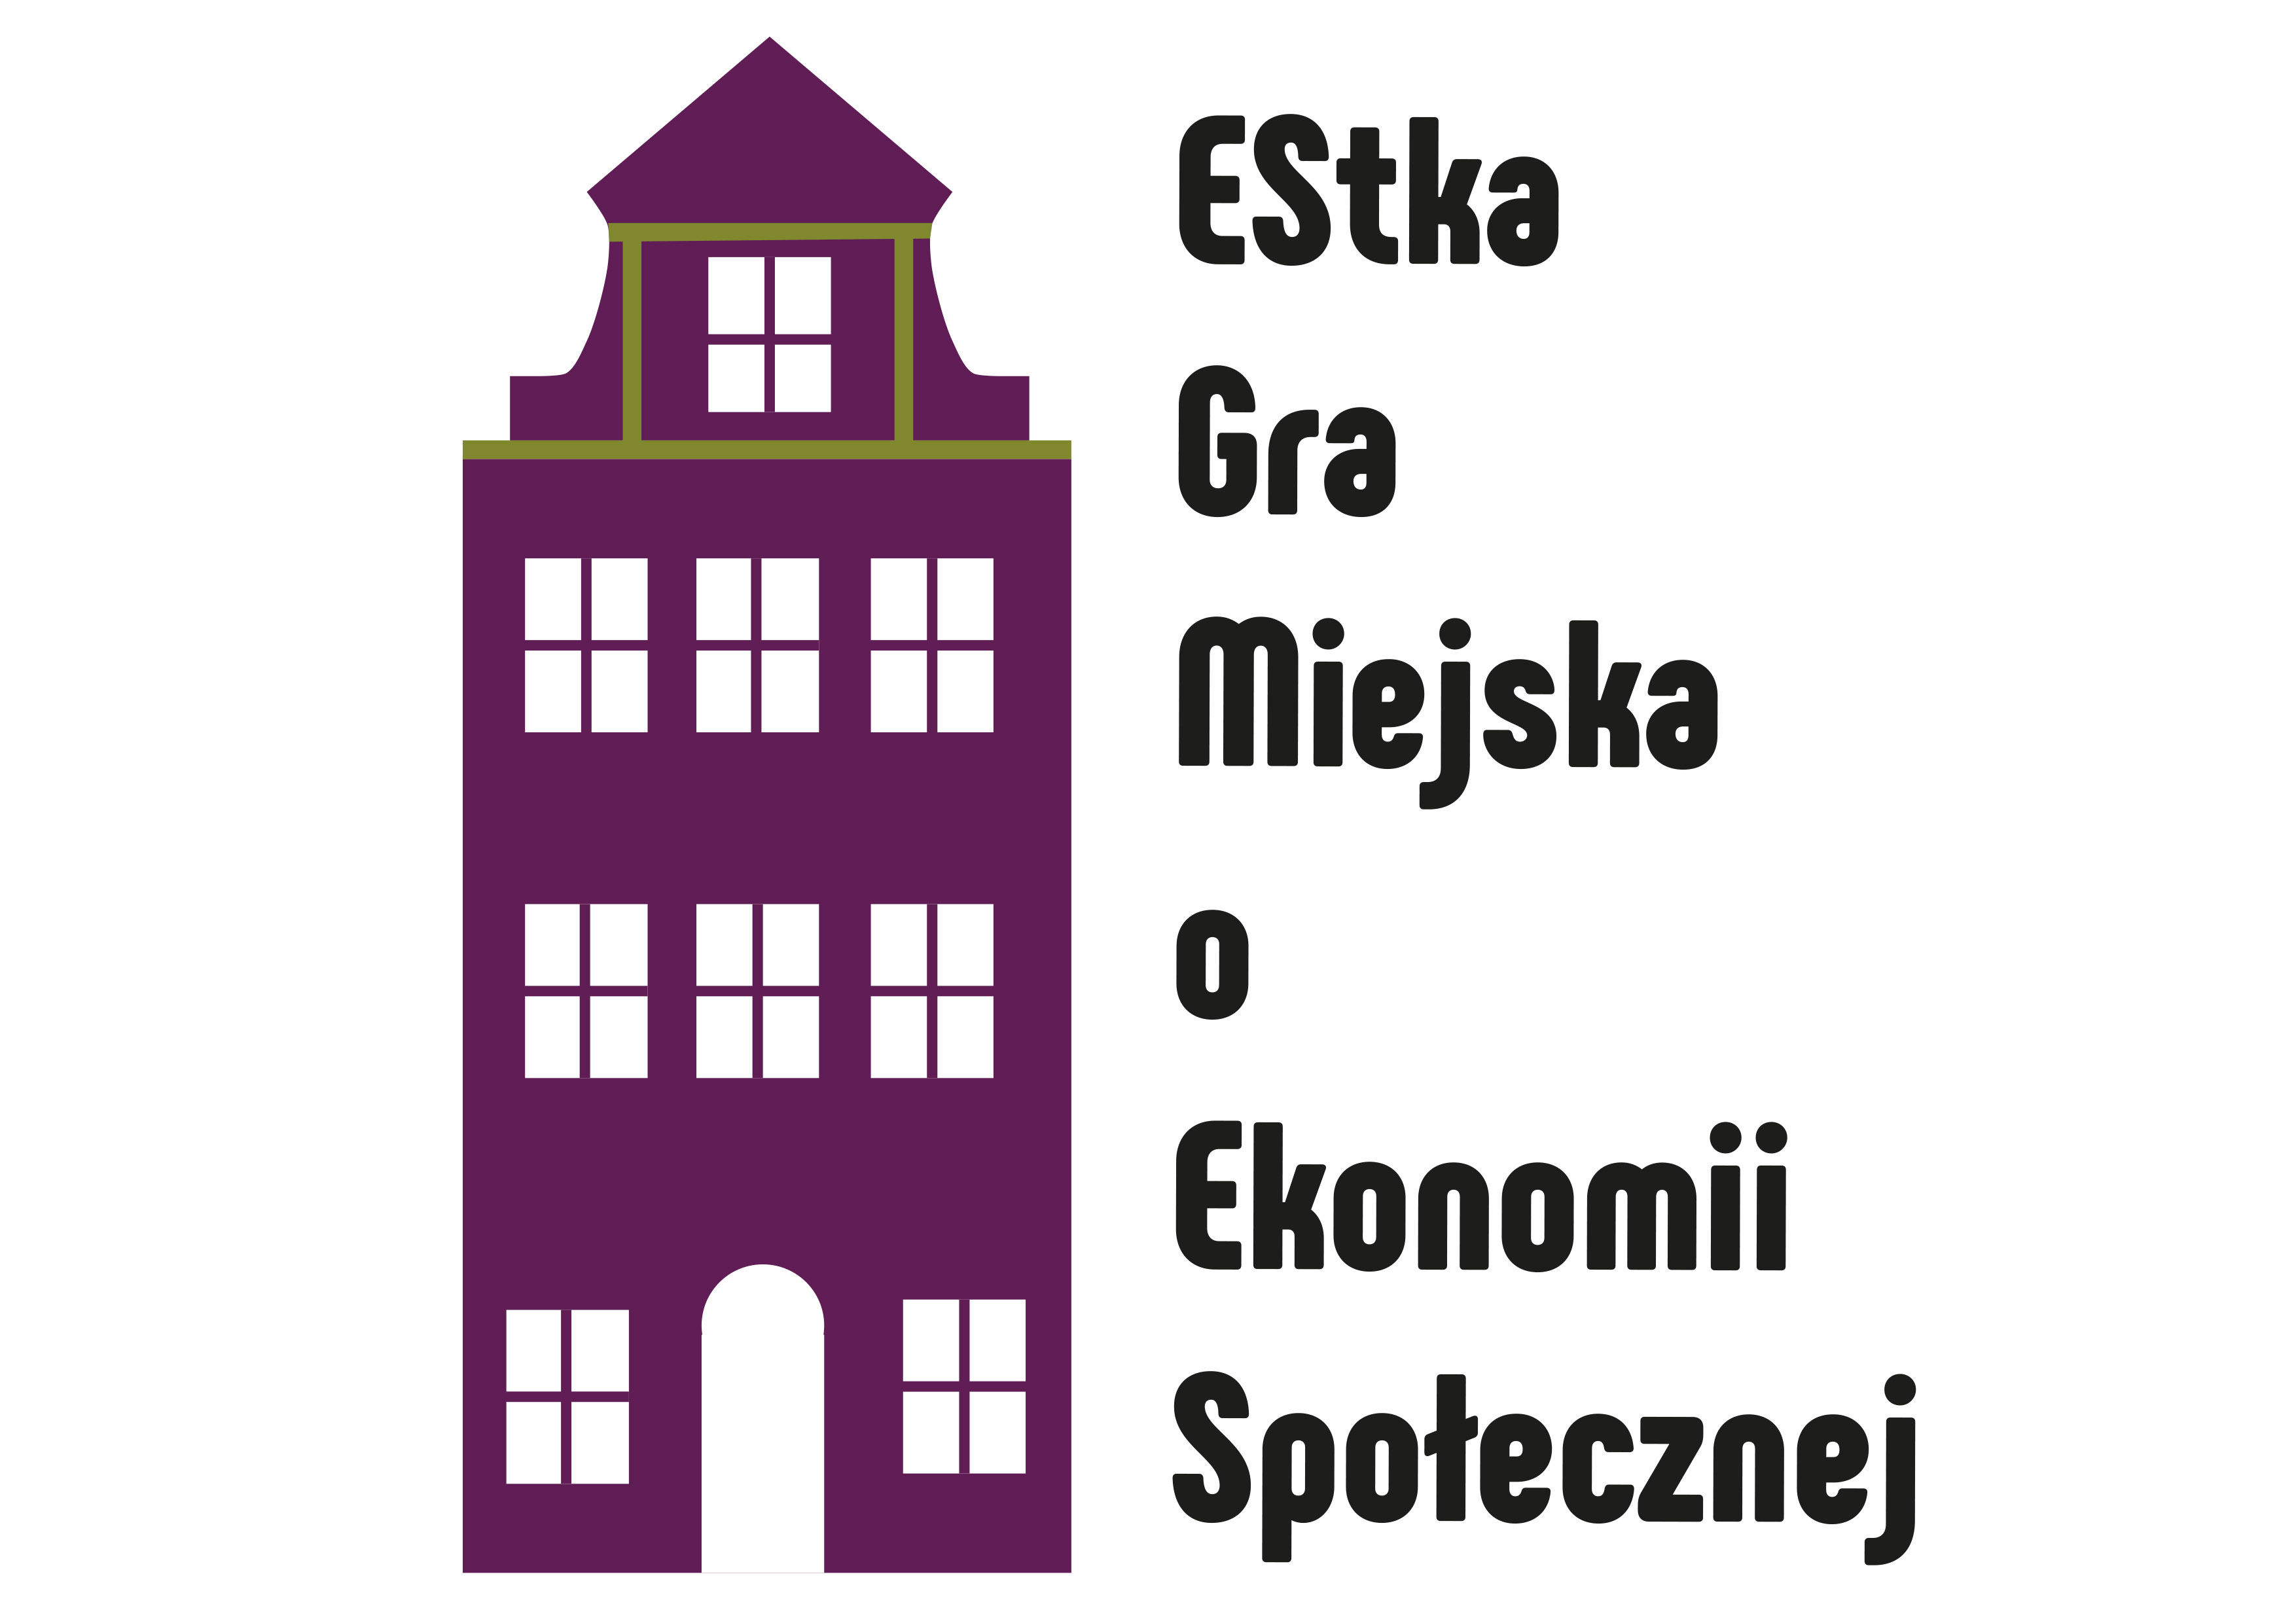 EStka
Gra
Miejska
o
Ekonomii
Społecznej